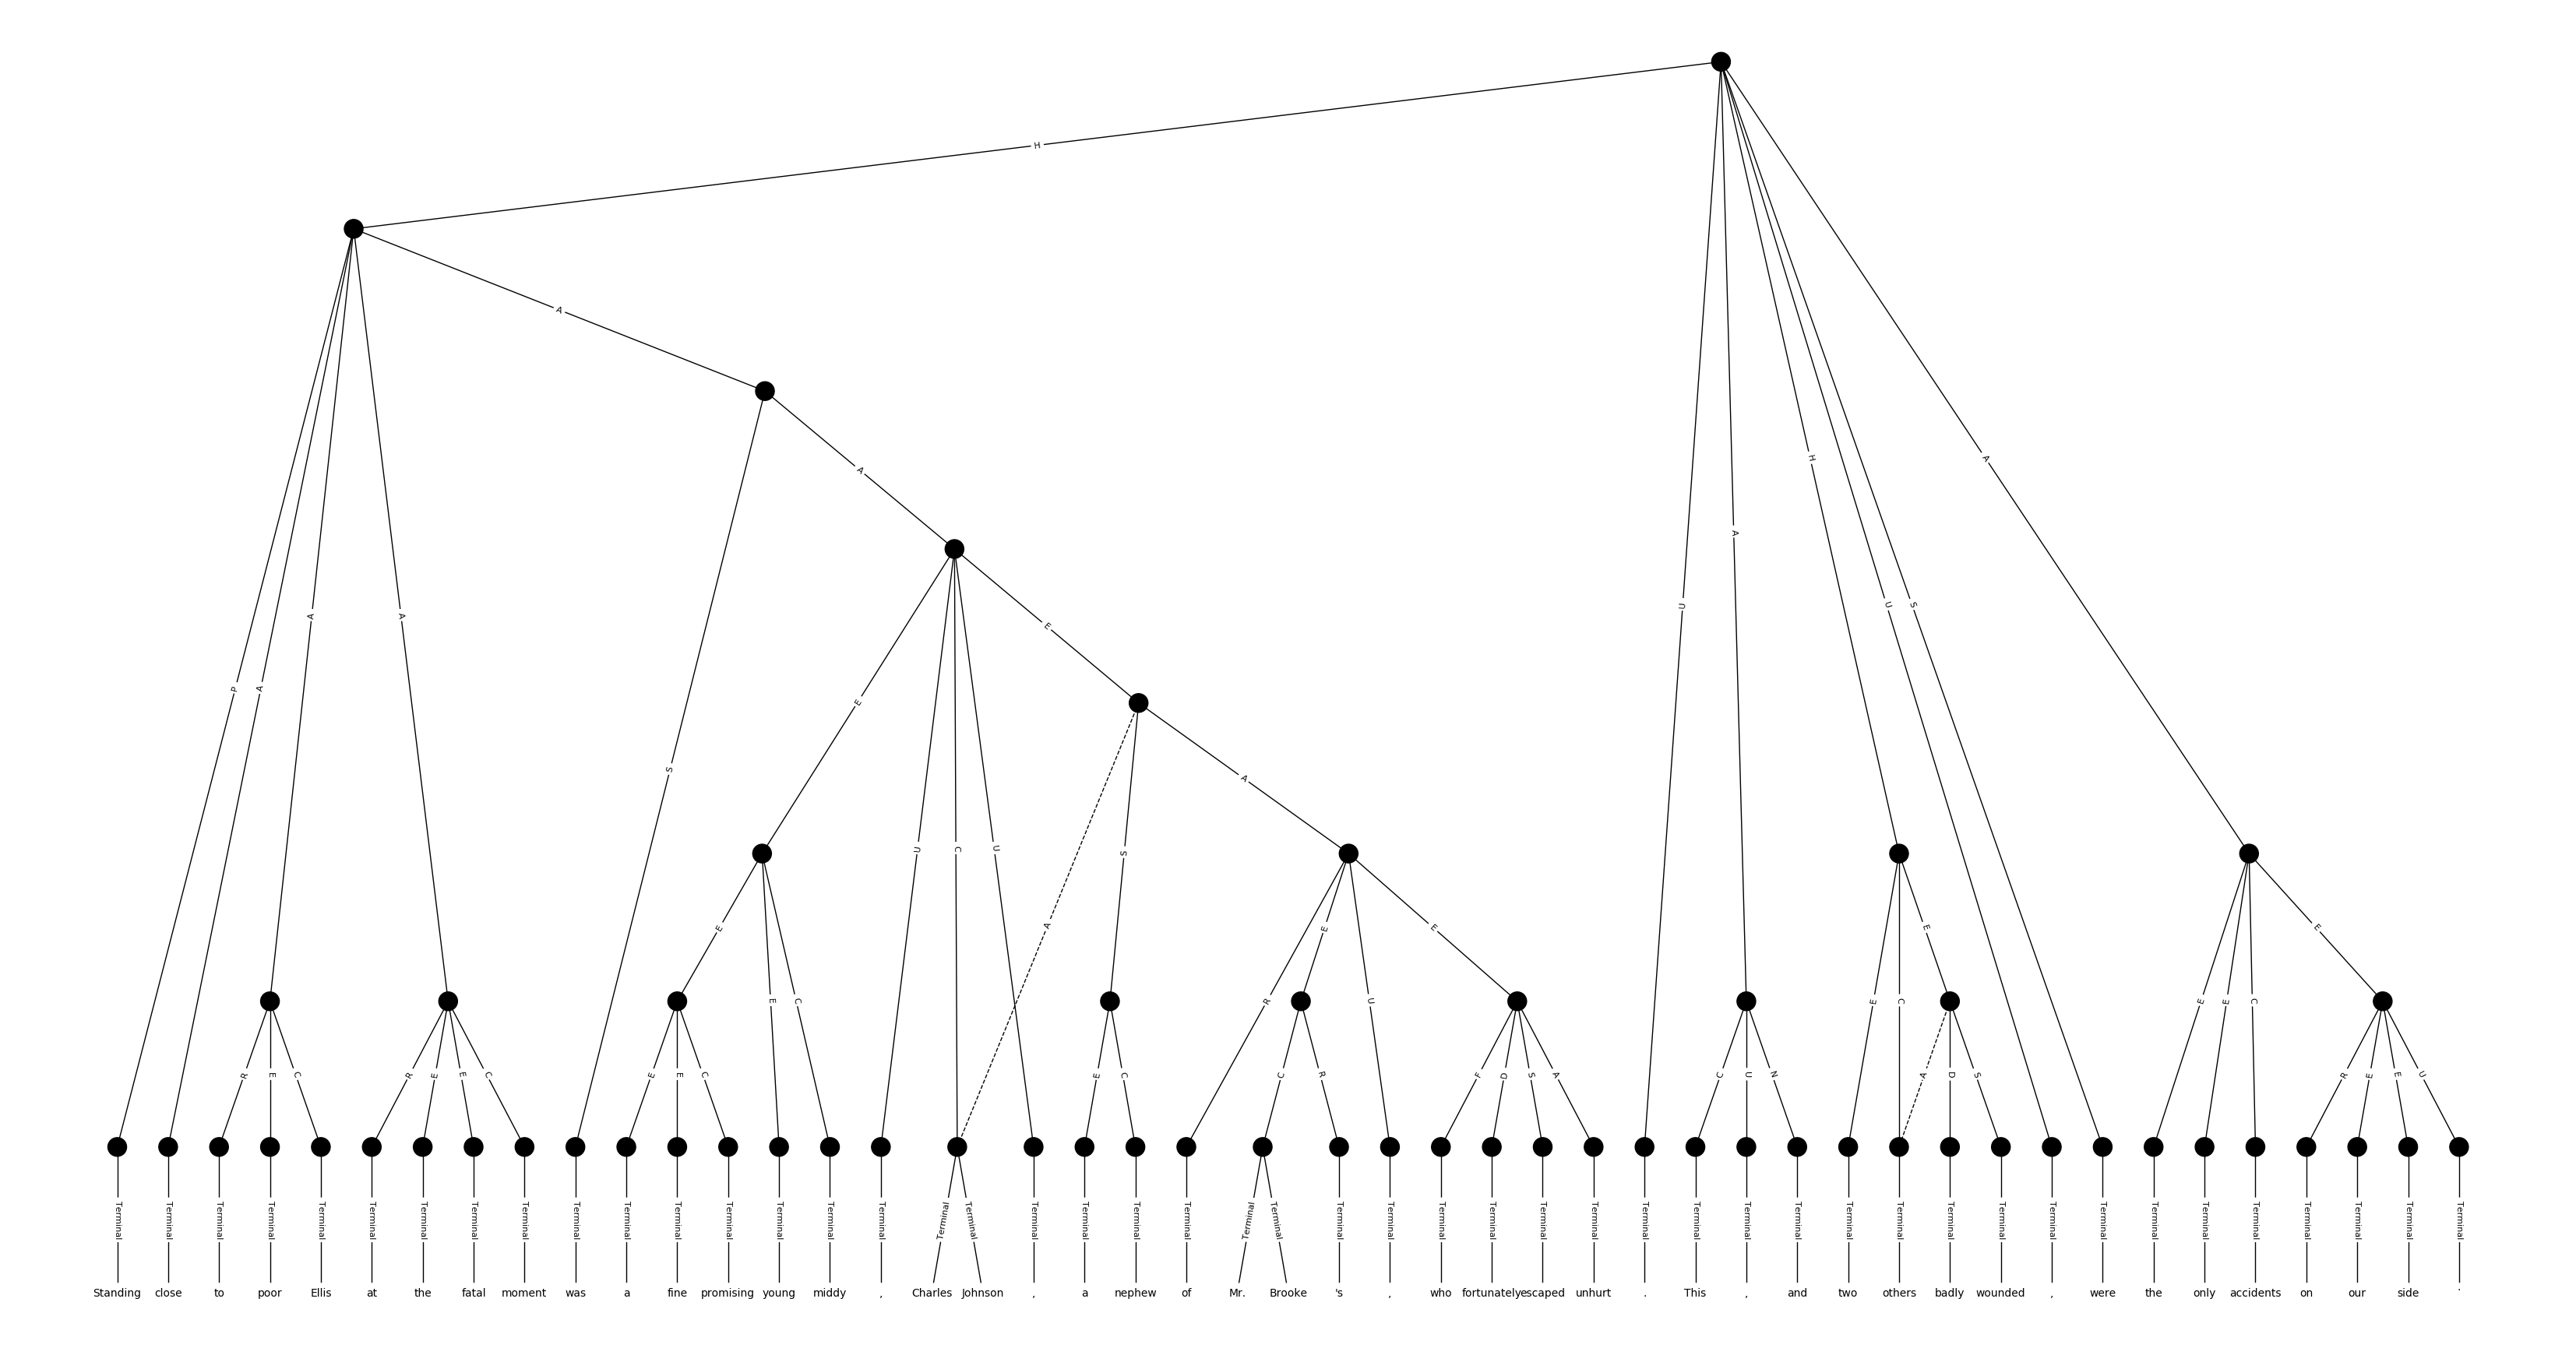 H
A
A
E
P A A A S E U C U A S A U A H U S A
E E C R E U E E C E
R E C R E E C E E C E C C R F D S A C U N A D S R E E U
Terminal Terminal Terminal Terminal Terminal Terminal Terminal Terminal Terminal Terminal Terminal Terminal Terminal Terminal Terminal Terminal Terminal Terminal Terminal Terminal Terminal Terminal Terminal Terminal Terminal Terminal Terminal Terminal Terminal Terminal Terminal Terminal Terminal Terminal Terminal Terminal Terminal Terminal Terminal Terminal Terminal Terminal Terminal Terminal Terminal Terminal Terminal
Standing close to poor Ellis at the fatal moment was a fine promising young middy , Charles Johnson , a nephew of Mr. Brooke 's , who fortunately escaped unhurt . This , and two others badly wounded , were the only accidents on our side